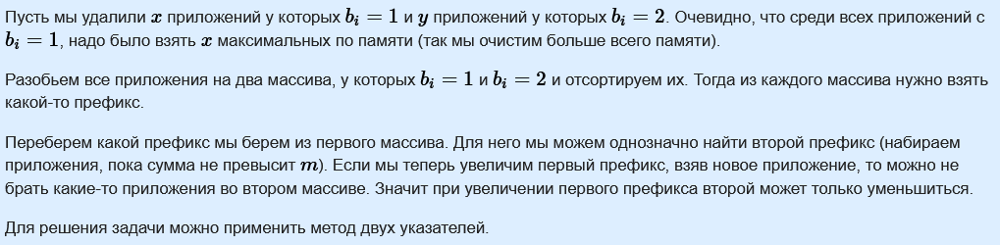 Пусть мы удалили x приложений у которых b_i = 1 и y приложений у которых b_i = 2. Очевидно, что среди всех приложений с
b_i = 1, надо было взять x максимальных по памяти (так мы очистим больше всего памяти).
Разобьем все приложения на два массива, у которых b_i = 1 и b_i = 2 и отсортируем их. Тогда из каждого массива нужно взять
какой-то префикс.
Переберем какой префикс мы берем из первого массива. Для него мы можем однозначно найти второй префикс (набираем
приложения, пока сумма не превысит m). Если мы теперь увеличим первый префикс, взяв новое приложение, то можно не
брать какие-то приложения во втором массиве. Значит при увеличении первого префикса второй может только уменьшиться.
Для решения задачи можно применить метод двух указателей.